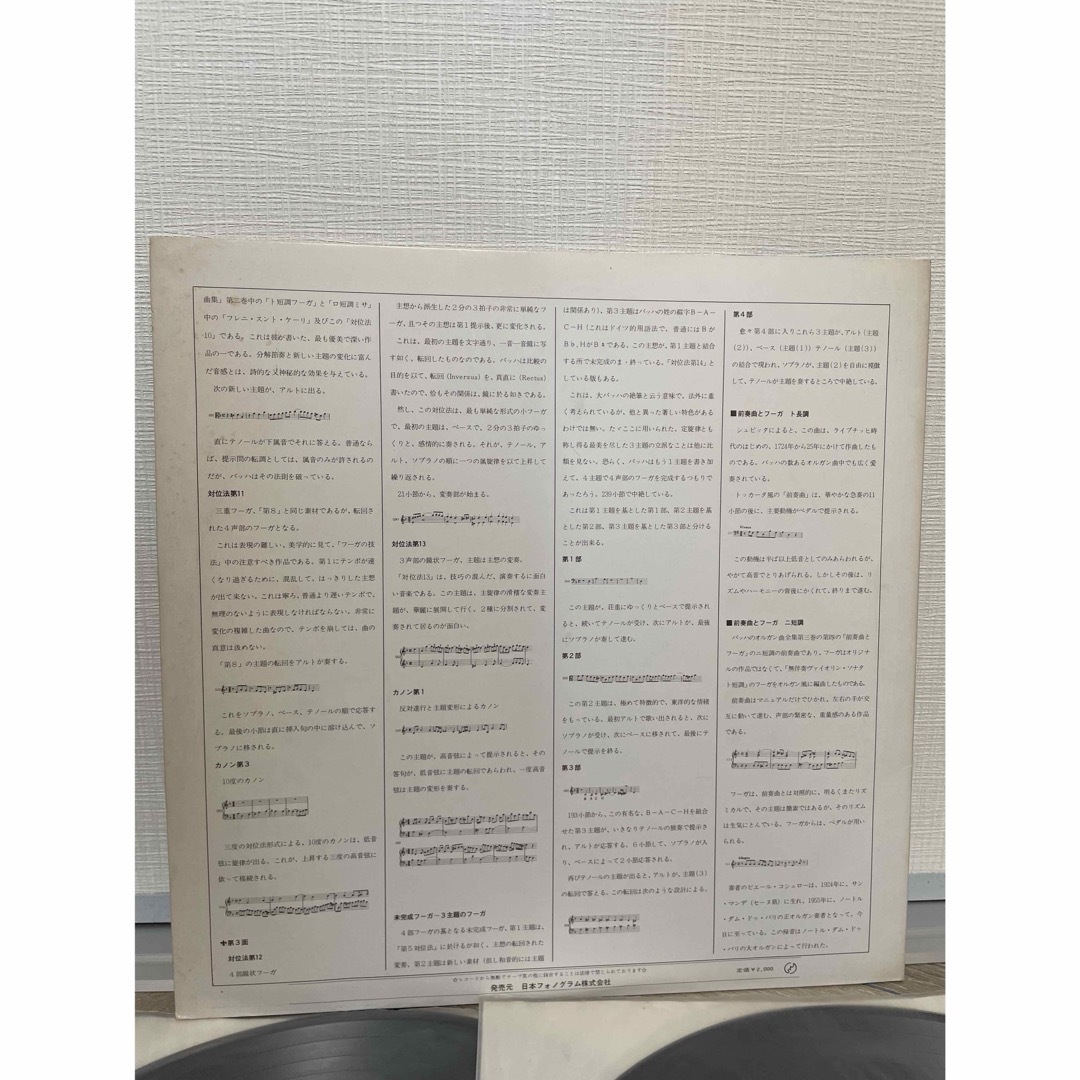 曲集」第二巻中の「ト短調フーガ」と「ロ短調ミサ」
中の「フレニ・スント・ケーリ」及びこの「対位法
10」である。これは彼が書いた、最も優美で深い作
品の一である。分解節奏と新しい主題の変化に富ん
だ音感とは、詩的な又神秘的な効果を与えている。
次の新しい主題が、アルトに出る。
直にテノールが下属音でそれに答える。普通なら
ば、提示間の転調としては、属音のみが許されるの
だが、バッハはその法則を破っている。
対位法第11
三重フーガ、「第8」と同じ素材であるが、転回され
た4声部のフーガとなる。
これは表現の難しい、美学的に見て、「フーガの技
法」中の注意すべき作品である。第1にテンポが速
くなり過ぎるために、混乱して、はっきりした主想
が出て来ない。これは寧ろ、普通より遅いテンポで、
無理のないように表現しなければならない。非常に
変化の複雑した曲なので、テンポを崩しては、曲の
真意は汲めない。
「第8」の主題の転回をアルトが奏する。
これをソプラノ、ベース、テノールの順で応答す
る。最後の小節は直に挿入句の中に溶け込んで、ソ
プラノに移される。
カノン第3
10度のカノン
三度の対位法形式による、10度のカノンは、低音
弦に旋律が出る。これが、上昇する三度の高音弦に
依って模続される。
✚第3面
対位法第12
4部鏡状フーガ
主想から派生した2分の3拍子の非常に単純なフ
ーガ、且つその主想は第1提示後、更に変化される。
これは、最初の主題を文字通り、一音一音鏡に写
写す如く、転回したものなのである。バッハは比較の
目的を以て、転回(Inversus)を、真直に(Rectus)
書いたので、恰もその関係は、鏡に於る如きである。
然し、この対位法は、最も単純な形式の小フーガ
で、最初の主題は、ベースで、2分の3拍子のゆ
っくりと、感情的に奏される。それが、テノール、ア
ルト、ソプラノの順に一つの属旋律を以て上昇して
繰り返される。
21小節から、変奏部が始まる。
対位法第13
3声部の鏡状フーガ、主題は主想の変奏。
「対位法13」は、技巧の混んだ、演奏するに面白
い音楽である。この主題は、主旋律の滑稽な変奏主
題が、華麗に展開して行く。2種に分割されて、変
奏されて居るのが面白い。
カノン第1
反対進行と主題変形によるカノン
この主題が、高音弦によって提示されると、その
答句が、低音弦に主題の転回であらわれ、一度高音
弦は主題の変形を奏する。
未完成フーガ－3主題のフーガ
4部フーガの基となる未完成フーガ、第1主題は、
「第5対位法」に於けるが如く、主想の転回された
変奏、第2主題は新しい素材(但し和音的には主題
は関係あり)、第3主題はバッハの姓の綴字B－A－
C－H(これはドイツ的用語法で、普通にはBが
Bb, HがB♮である。この主想が、第1主題と結合
する所で未完成のまゝ終っている。「対位法第14」と
している版もある。
これは、大バッハの絶筆と云う意味で、法外に重
く考えられているが、他と異った著しい特色がある
わけでは無い。たゞここに用いられた、定旋律とも
称し得る最美を尽した3主題の立派なことは他に比
類を見ない。恐らく、バッハはもう1主題を書き加
えて、4主題で4声部のフーガを完成するつもりで
あったろう。239小節で中絶している。
これは第1主題を基とした第1部、第2主題を基
とした第2部、第3主題を基とした第3部と分ける
ことが出来る。
第1部
この主題が、荘重にゆっくりとベースで提示され
ると、続いてテノールが受け、次にアルトが、最後
にソプラノが奏して進む。
第2部
この第2主題は、極めて特徴的で、東洋的な情緒
をもっている。最初アルトで歌い出されると、次に
ソプラノが受け、次にベースに移されて、最後にテ
ノールで提示を終る。
第3部
B A C H
193小節から、この有名な、B－A－C－Hを組合
せた第3主題が、いきなりテノールの独奏で提示さ
れ、アルトが応答する。6小節して、ソプラノが入
り、ベースによって2小節応答される。
再びテノールの主題が出ると、アルトが、主題(3)
の転回で答える。この転回は次のような設計による。
第4部
愈々第4部に入りこれら3主題が、アルト(主題
(2))、ベース(主題(1))テノール(主題(3))
の結合で現われ、ソプラノが、主題(2)を自由に模倣
して、テノールが主題を奏するところで中絶している。
■前奏曲とフーガ ト長調
シュピッタによると、この曲は、ライプチッヒ時
代のはじめの、1724年から25年にかけて作曲したも
のである。バッハの数あるオルガン曲中でも広く愛
奏されている。
トッカータ風の「前奏曲」は、華やかな急奏の11
小節の後に、主要動機がペダルで提示される。
この動機は半ば以上低音としてのみあらわれるが、
やがて高音でとりあげられる。しかしその後は、リ
ズムやハーモニーの背後にかくれて、終りまで進む。
■前奏曲とフーガ ニ短調
バッハのオルガン曲全集第三巻の第四の「前奏曲と
フーガ」のニ短調の前奏曲であり。フーガはオリジナ
ルの作品ではなくて、「無伴奏ヴァイオリン・ソナタ
ト短調」のフーガをオルガン風に編曲したものである。
前奏曲はマニュアルだけでひかれ、左右の手が交
互に動いて進む、声部の緊密な、重量感のある作品
である。
フーガは、前奏曲とは対照的に、明るくまたリズ
ミカルで、その主題は簡素ではあるが、そのリズム
は生気にとんでいる。フーガからは、ペダルが用い
られる。
奏者のピエール・コシュローは、1924年に、サン
・マンデ(セーヌ県)に生れ、1955年に、ノートル
・ダム・ドゥ・パリの正オルガン奏者となって、今
日に至っている。この録音はノートル・ダム・ドゥ
・パリの大オルガンによって行われた。
☆レコードから無断でテープ其の他に録音することは法律で禁じられております☆
発売元 日本フォノグラム株式会社
定価￥2,000